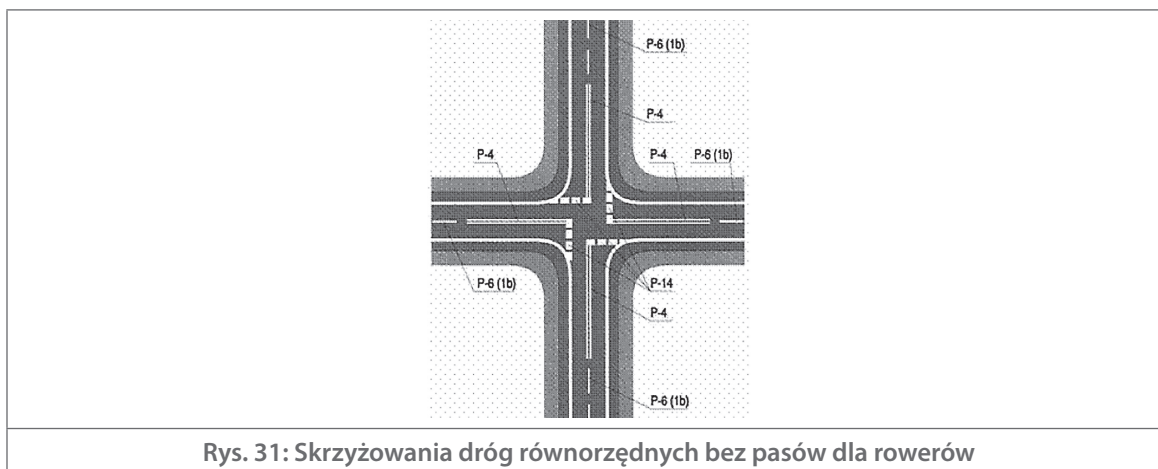 P-6 (1b)
P-4
P-4
P-4
P-6 (1b)
P-6 (1b)
P-14
P-4
P-6 (1b)
Rys. 31: Skrzyżowania dróg równorzędnych bez pasów dla rowerów